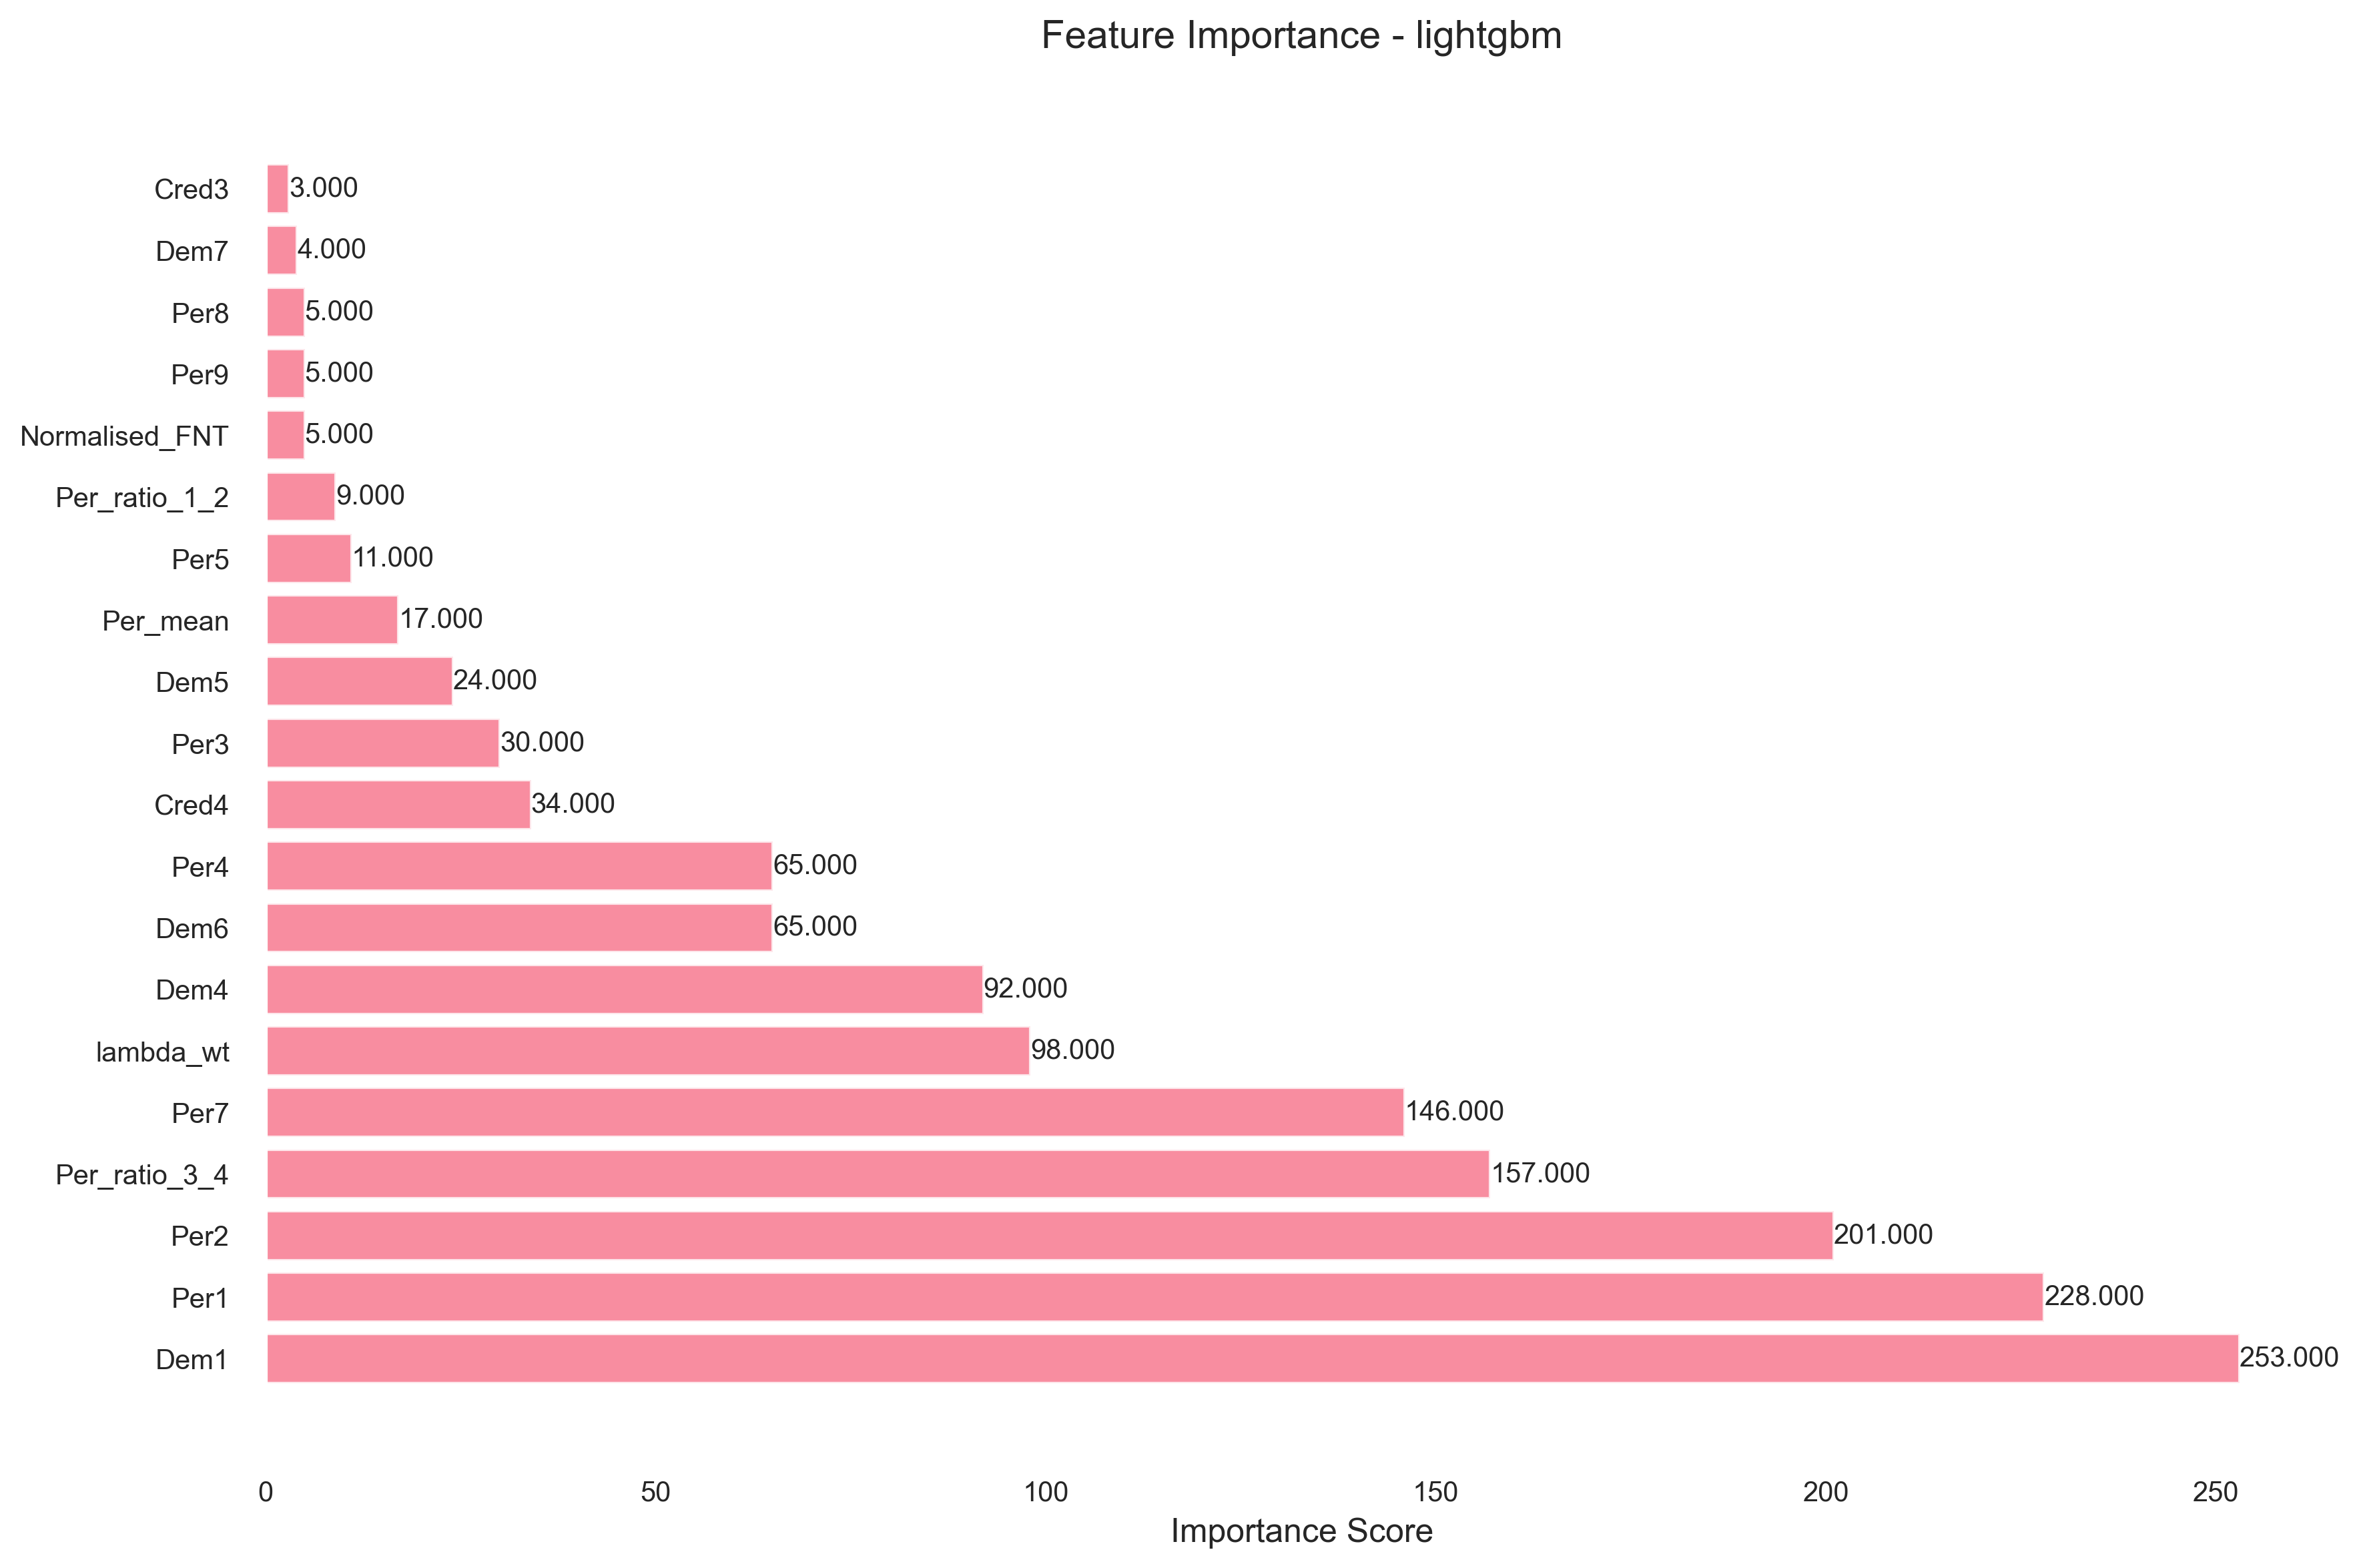 Feature Importance - lightgbm
Cred3 3.000
Dem7 4.000
Per8 5.000
Per9 5.000
Normalised_FNT 5.000
Per_ratio_1_2 9.000
Per5 11.000
Per_mean 17.000
Dem5 24.000
Per3 30.000
Cred4 34.000
Per4 65.000
Dem6 65.000
Dem4 92.000
lambda_wt 98.000
Per7 146.000
Per_ratio_3_4 157.000
Per2 201.000
Per1 228.000
Dem1 253.000
0 50 100 150 200 250
Importance Score